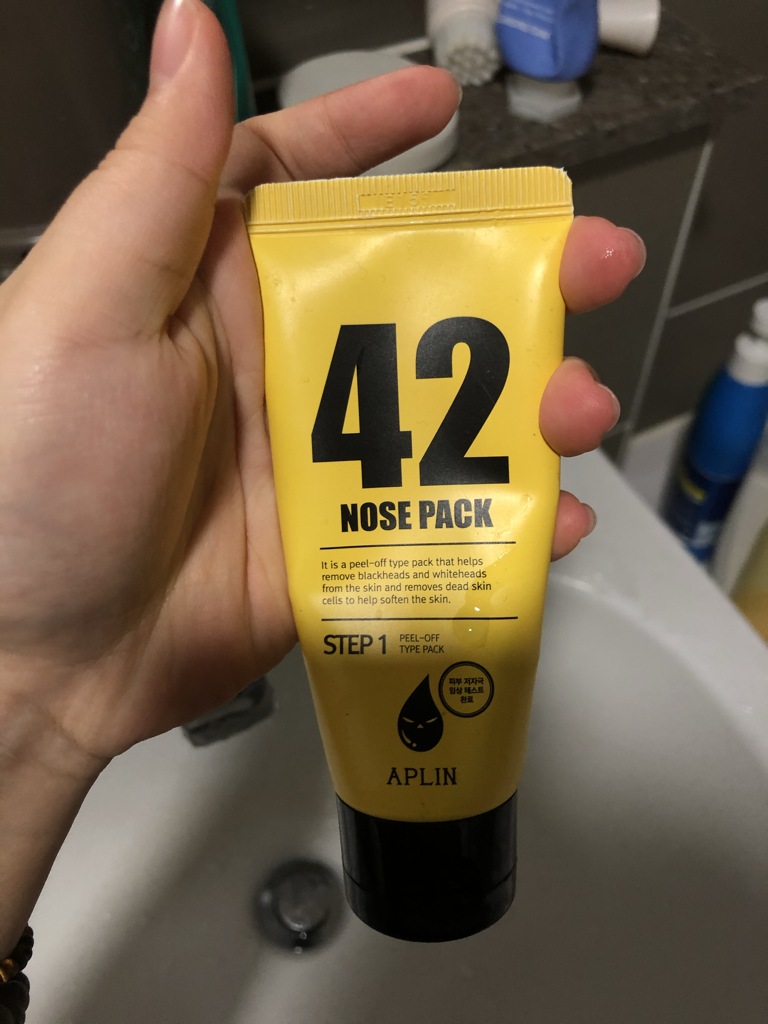 42
NOSE PACK
It is a peel-off type pack that helps
remove blackheads and whiteheads
from the skin and removes dead skin
cells to help soften the skin.
STEP 1
PEEL-OFF
TYPE PACK
피부 저자극
임상 테스트
완료
APLIN